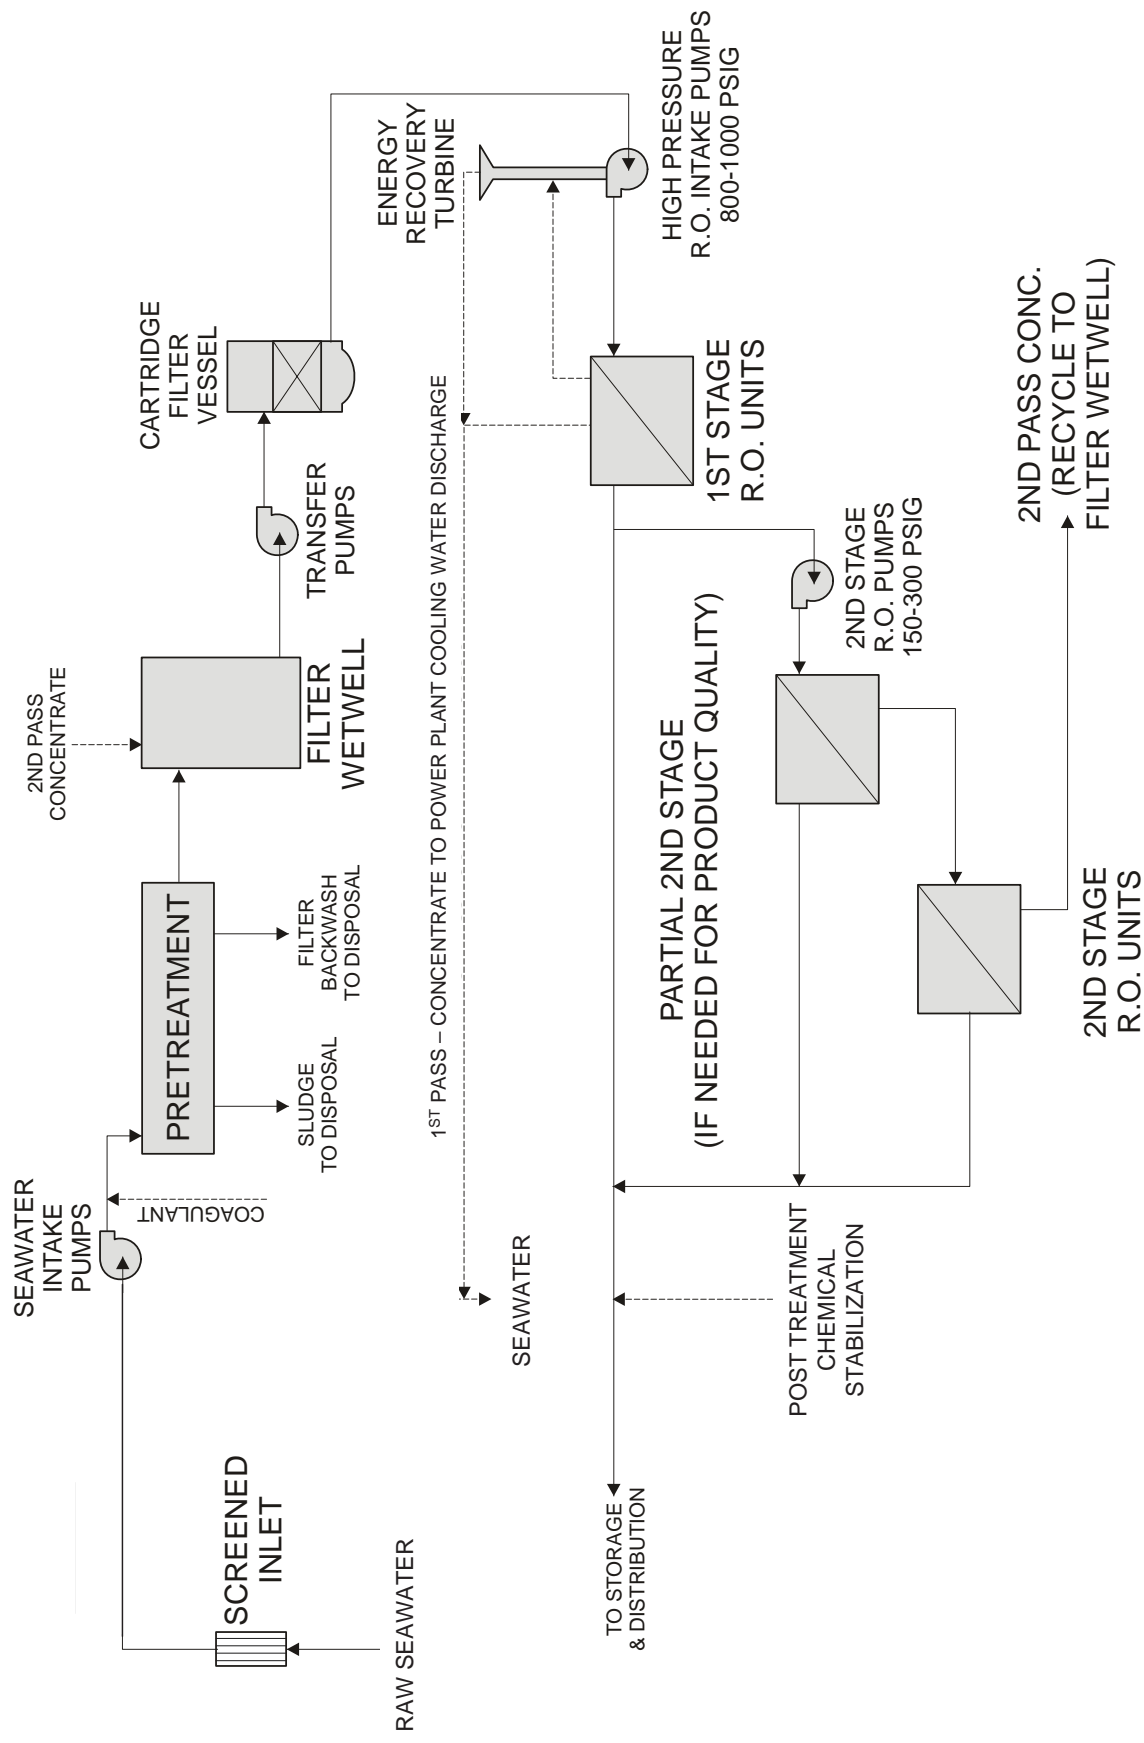 RAW SEAWATER
SCREENED
INLET
SEAWATER
INTAKE
PUMPS
COAGULANT
PRETREATMENT
SLUDGE
TO DISPOSAL
FILTER
BACKWASH
TO DISPOSAL
2ND PASS
CONCENTRATE
FILTER
WETWELL
TRANSFER
PUMPS
CARTRIDGE
FILTER
VESSEL
ENERGY
RECOVERY
TURBINE
HIGH PRESSURE
R.O. INTAKE PUMPS
800-1000 PSIG
1ST PASS – CONCENTRATE TO POWER PLANT COOLING WATER DISCHARGE
SEAWATER
1ST STAGE
R.O. UNITS
2ND STAGE
R.O. PUMPS
150-300 PSIG
PARTIAL 2ND STAGE
(IF NEEDED FOR PRODUCT QUALITY)
2ND STAGE
R.O. UNITS
2ND PASS CONC.
(RECYCLE TO
FILTER WETWELL)
POST TREATMENT
CHEMICAL
STABILIZATION
TO STORAGE
& DISTRIBUTION